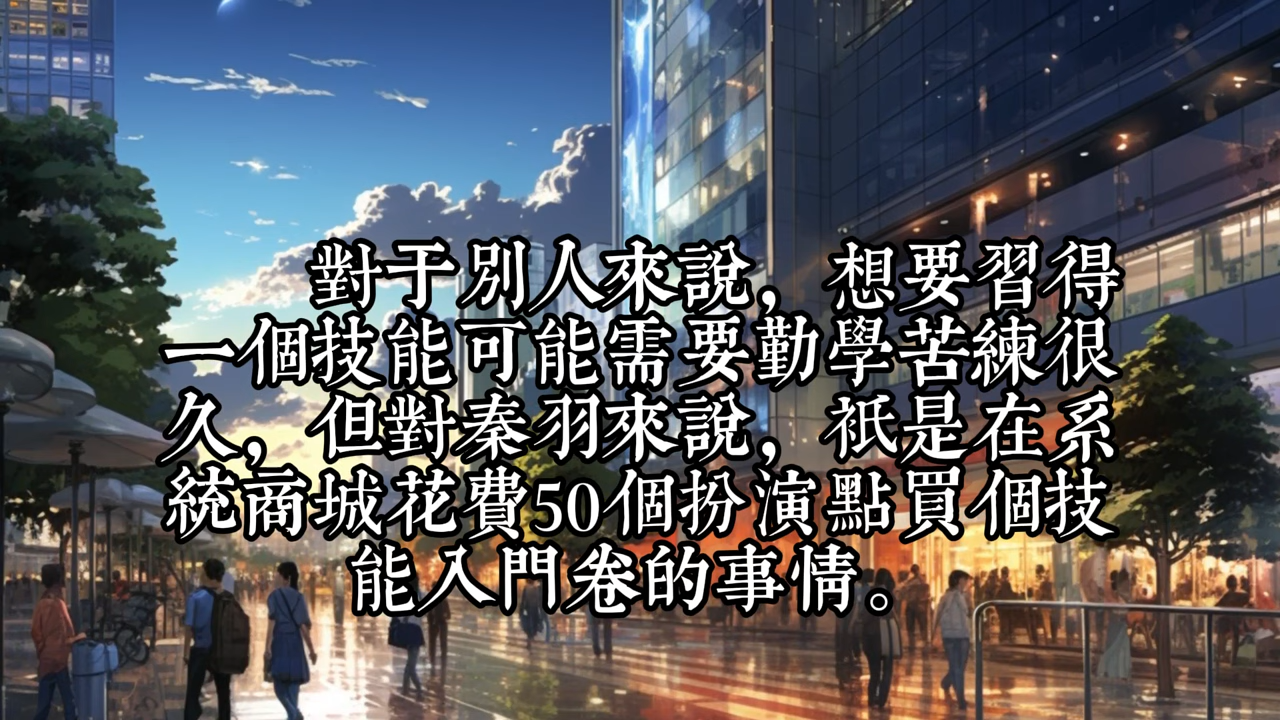 對于別人來說，想要習得
一個技能可能需要勤學苦練很
久，但對秦羽來說，衹是在系
統商城花費50個扮演點買個技
能入門卷的事情。